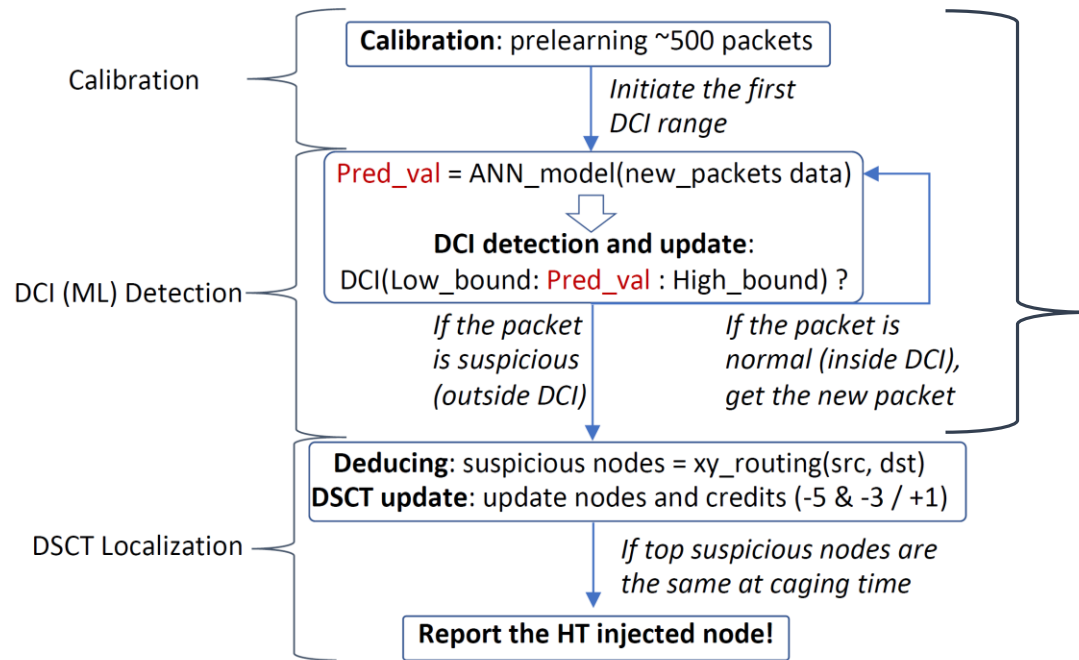 Calibration: prelearning ~500 packets
Calibration
Initiate the first
DCI range
Pred_val = ANN_model(new_packets data)
DCI detection and update:
DCI(Low_bound: Pred_val : High_bound) ?
DCI (ML) Detection
If the packet
is suspicious
(outside DCI)
If the packet is
normal (inside DCI),
get the new packet
Deducing: suspicious nodes = xy_routing(src, dst)
DSCT update: update nodes and credits (-5 & -3 / +1)
DSCT Localization
If top suspicious nodes are
the same at caging time
Report the HT injected node!